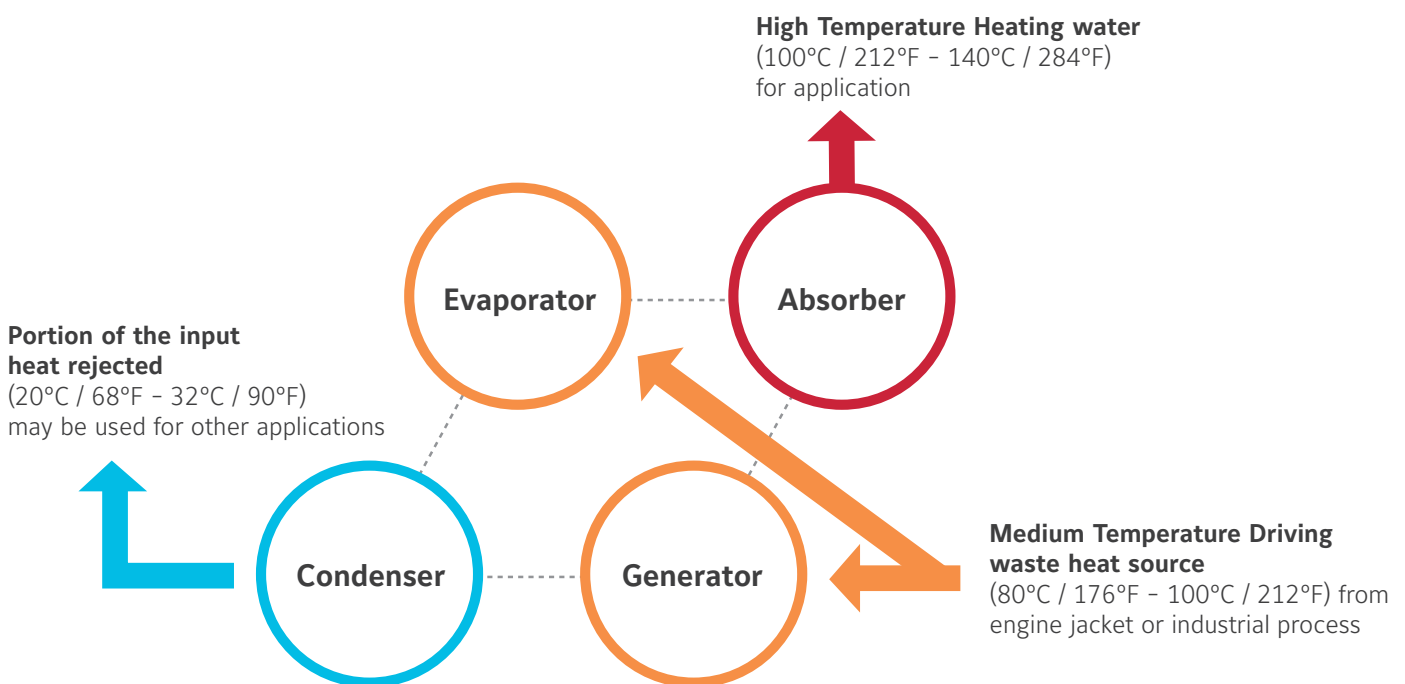 High Temperature Heating water
(100°C / 212°F – 140°C / 284°F)
for application
Evaporator
Absorber
Portion of the input
heat rejected
(20°C / 68°F – 32°C / 90°F)
may be used for other applications
Condenser
Generator
Medium Temperature Driving
waste heat source
(80°C / 176°F – 100°C / 212°F) from
engine jacket or industrial process